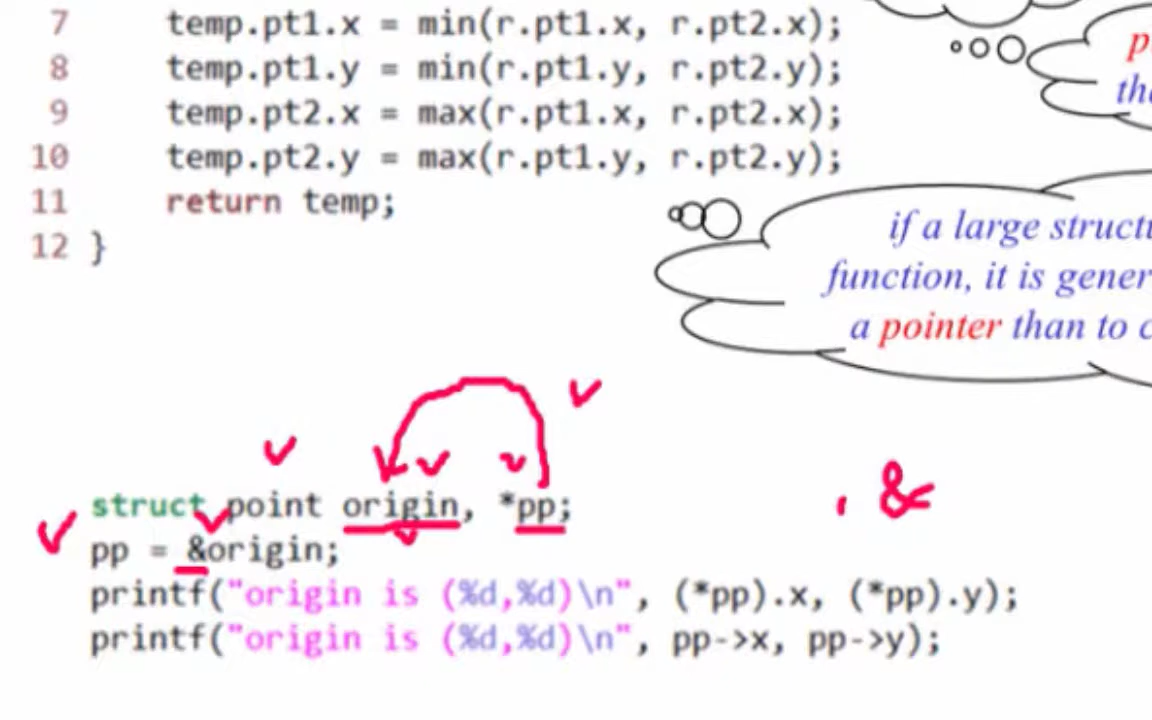 7 temp.pt1.x = min(r.pt1.x, r.pt2.x);
8 temp.pt1.y = min(r.pt1.y, r.pt2.y);
9 temp.pt2.x = max(r.pt1.x, r.pt2.x);
10 temp.pt2.y = max(r.pt1.y, r.pt2.y);
11 return temp;
12 }
if a large
function, it is
a pointer than to
struct point origin, *pp;
&
pp = &origin;
printf("origin is (%d,%d)\n", (*pp).x, (*pp).y);
printf("origin is (%d,%d)\n", pp->x, pp->y);